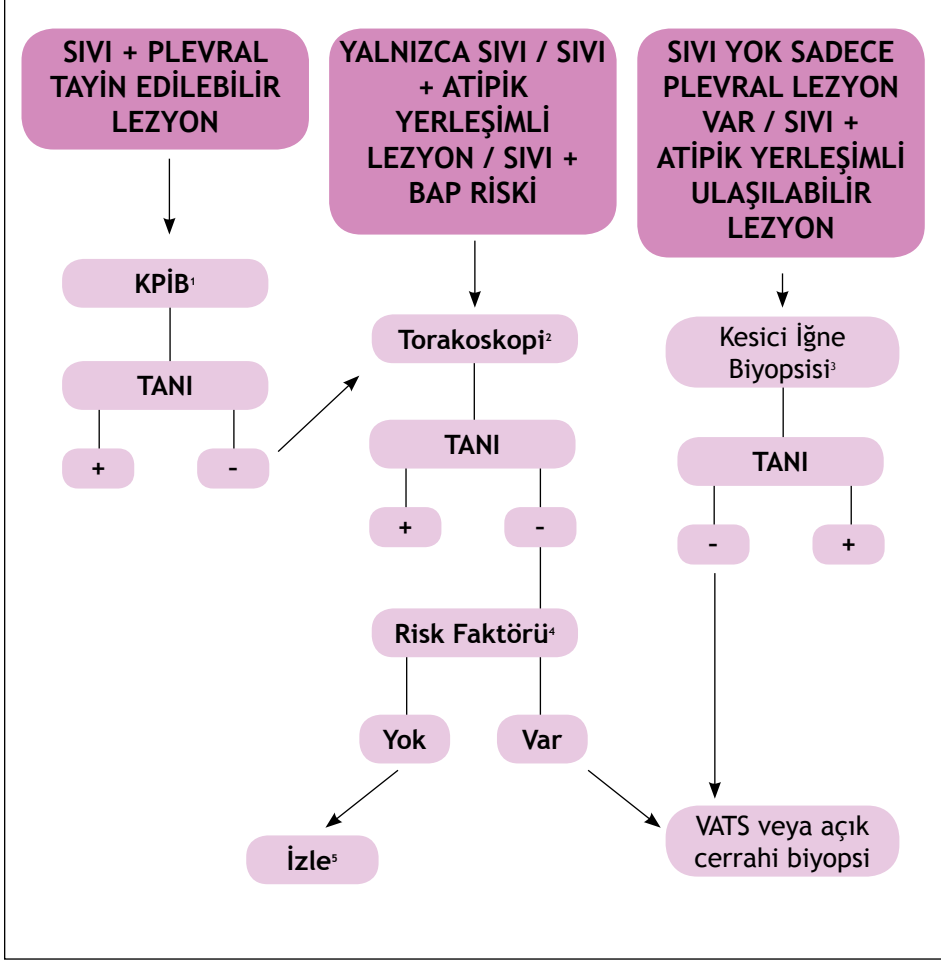 SIVI + PLEVRAL
TAYİN EDİLEBİLİR
LEZYON
KPİB¹
TANI
+
-
YALNIZCA SIVI / SIVI
+ ATİPİK
YERLEŞİMLİ
LEZYON / SIVI +
BAP RİSKİ
Torakoskopi²
TANI
+
-
Risk Faktörü⁴
Yok
Var
İzle⁵
SIVI YOK SADECE
PLEVRAL LEZYON
VAR / SIVI +
ATİPİK YERLEŞİMLİ
ULAŞILABİLİR
LEZYON
Kesici İğne
Biyopsisi³
TANI
-
+
VATS veya açık
cerrahi biyopsi